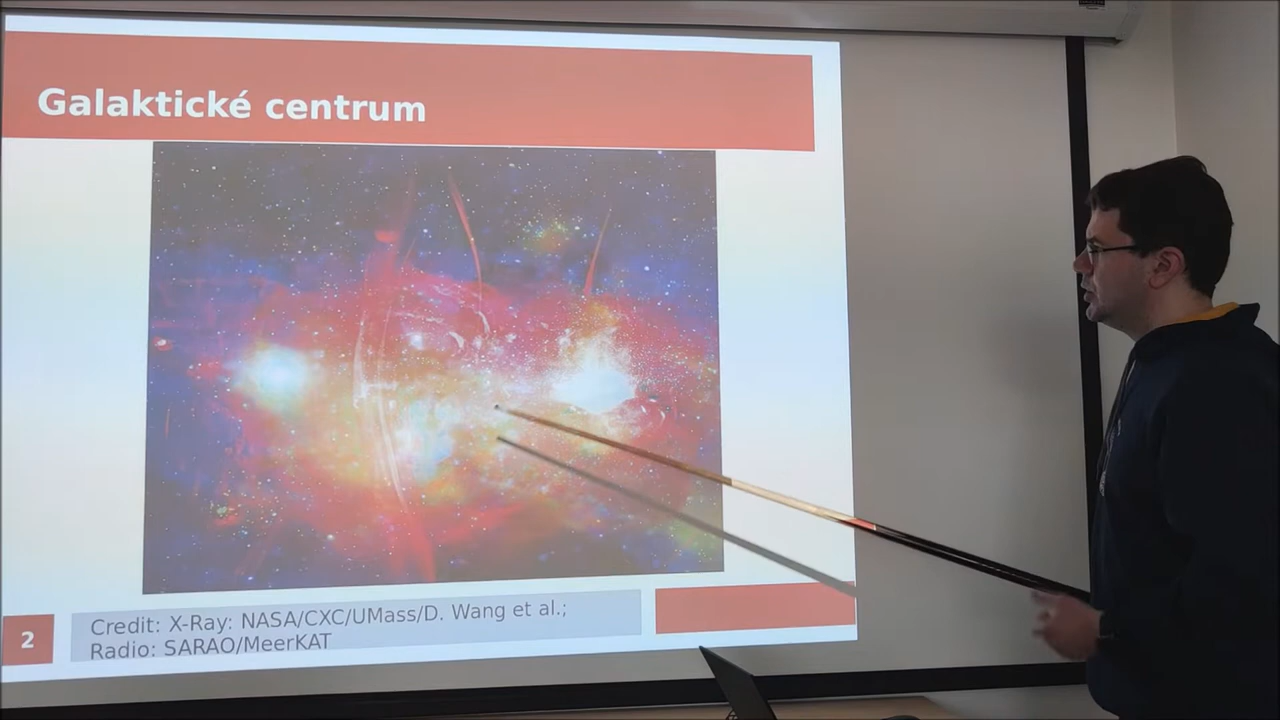 Galaktické centrum
2
Credit: X-Ray: NASA/CXC/UMass/D. Wang et al.;
Radio: SARAO/MeerKAT